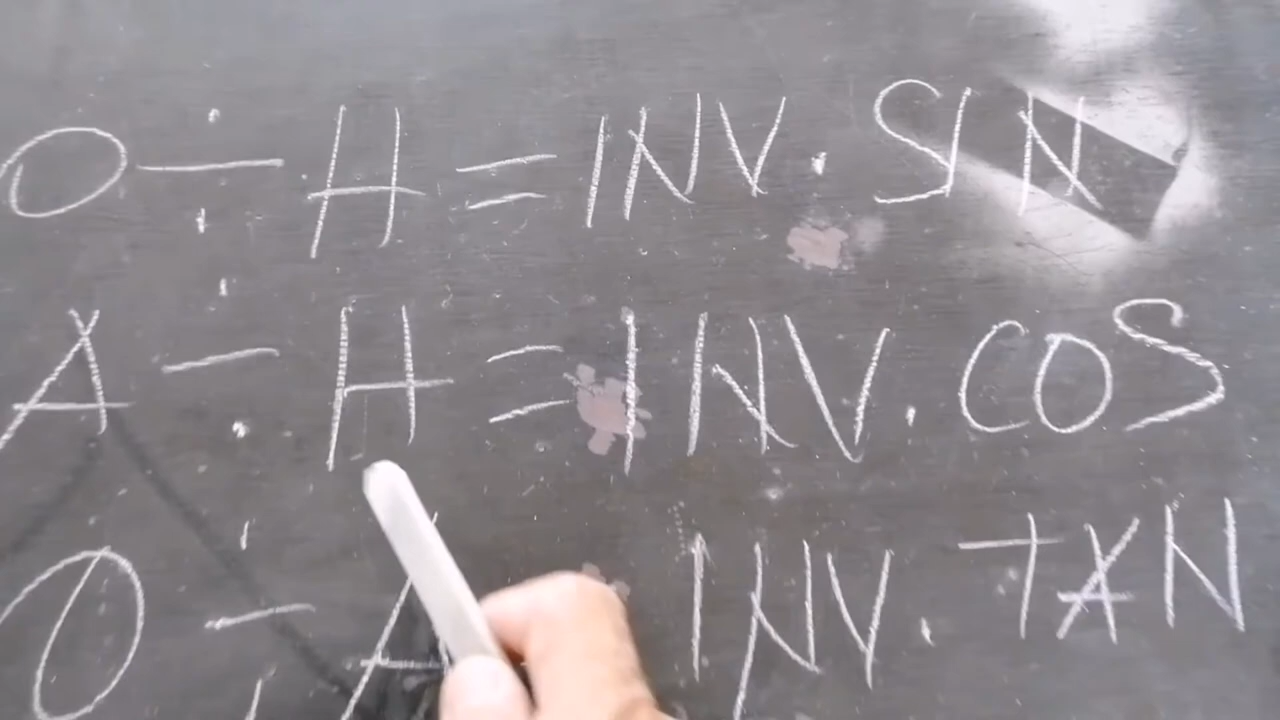 O ÷ H = INV. SIN
A ÷ H = INV. COS
O ÷ A INV. TAN